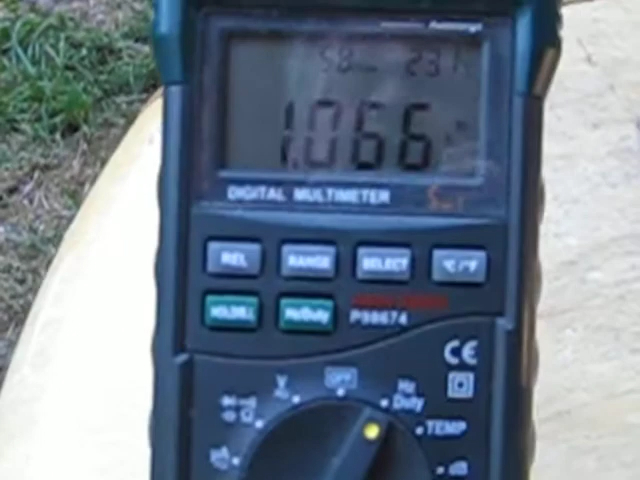 58 23.1
1.066
DIGITAL MULTIMETER
REL RANGE SELECT °C/°F
HOLD/B.L Hz/Duty P98674
CE
V OFF Hz
Duty
Ω TEMP
dB